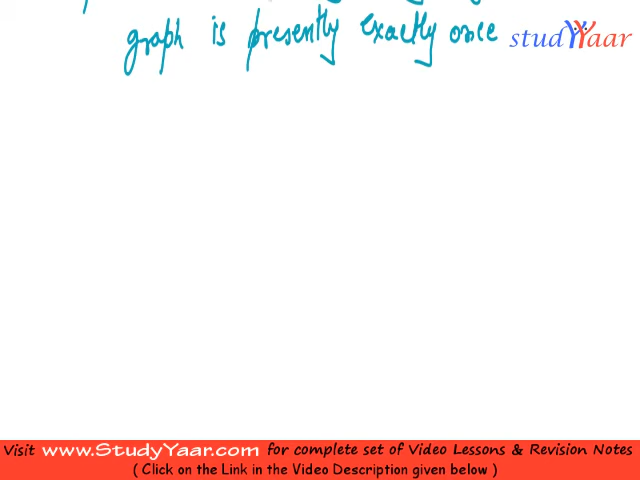 graph is presently exactly once
studYYaar
Visit www.StudyYaar.com for complete set of Video Lessons & Revision Notes
( Click on the Link in the Video Description given below )